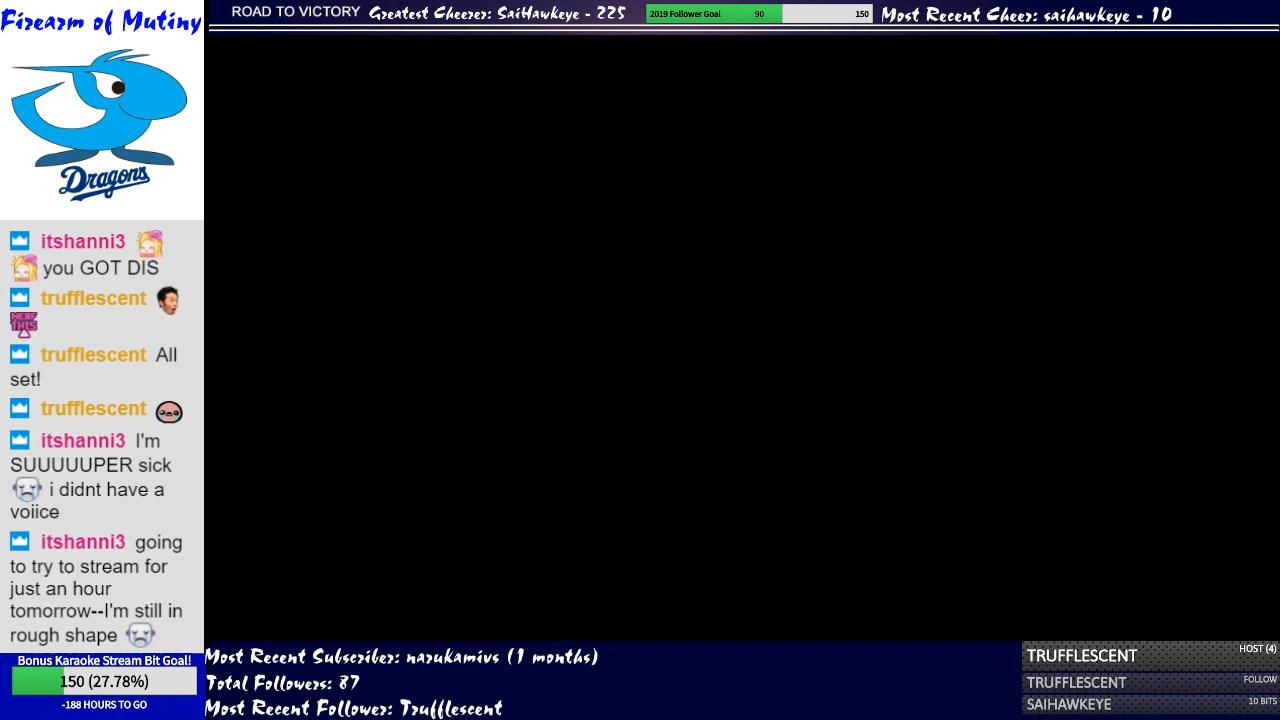 Firearm of Mutiny
Dragons
ROAD TO VICTORY Greatest Cheerer: SaiHawkeye - 225 2019 Follower Goal 90 150 Most Recent Cheer: saihawkeye - 10
itshanni3
you GOT DIS
trufflescent
NERF THIS
trufflescent All
set!
trufflescent
itshanni3 I'm
SUUUUUPER sick
i didnt have a
voiice
itshanni3 going
to try to stream for
just an hour
tomorrow--I'm still in
rough shape
Bonus Karaoke Stream Bit Goal!
150 (27.78%)
-188 HOURS TO GO
Most Recent Subscriber: narukamivs (1 months)
Total Followers: 87
Most Recent Follower: Trufflescent
TRUFFLESCENT HOST (4)
TRUFFLESCENT FOLLOW
SAIHAWKEYE 10 BITS